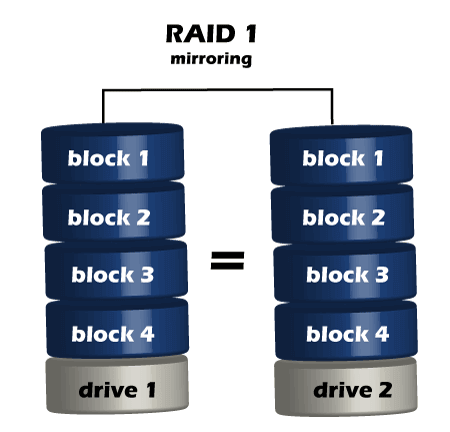 RAID 1
mirroring
block 1
block 2
block 3
block 4
drive 1
=
block 1
block 2
block 3
block 4
drive 2